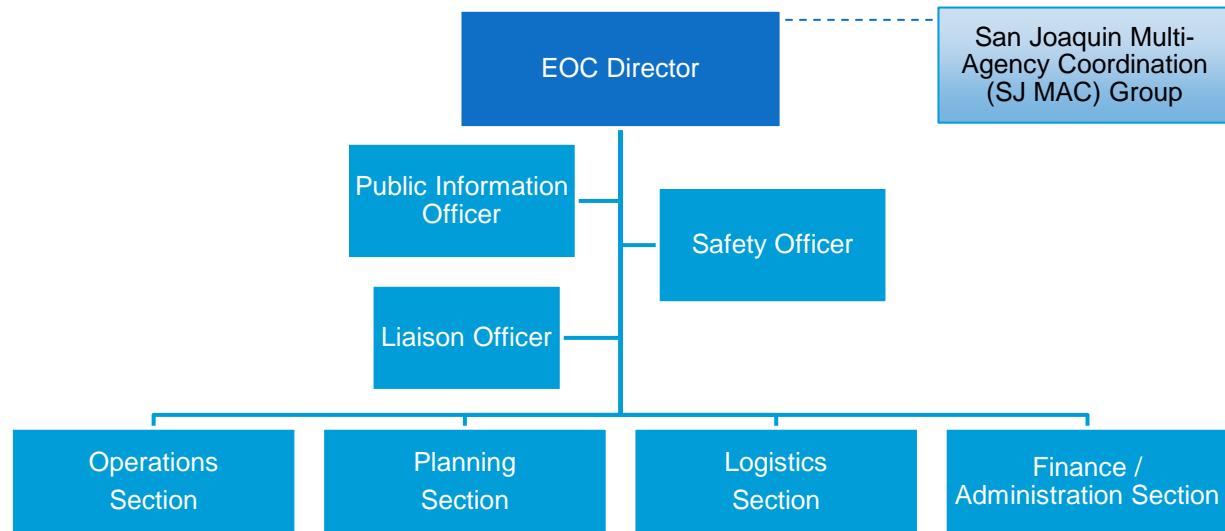 EOC Director
San Joaquin Multi-
Agency Coordination
(SJ MAC) Group
Public Information
Officer
Safety Officer
Liaison Officer
Operations
Section
Planning
Section
Logistics
Section
Finance /
Administration Section